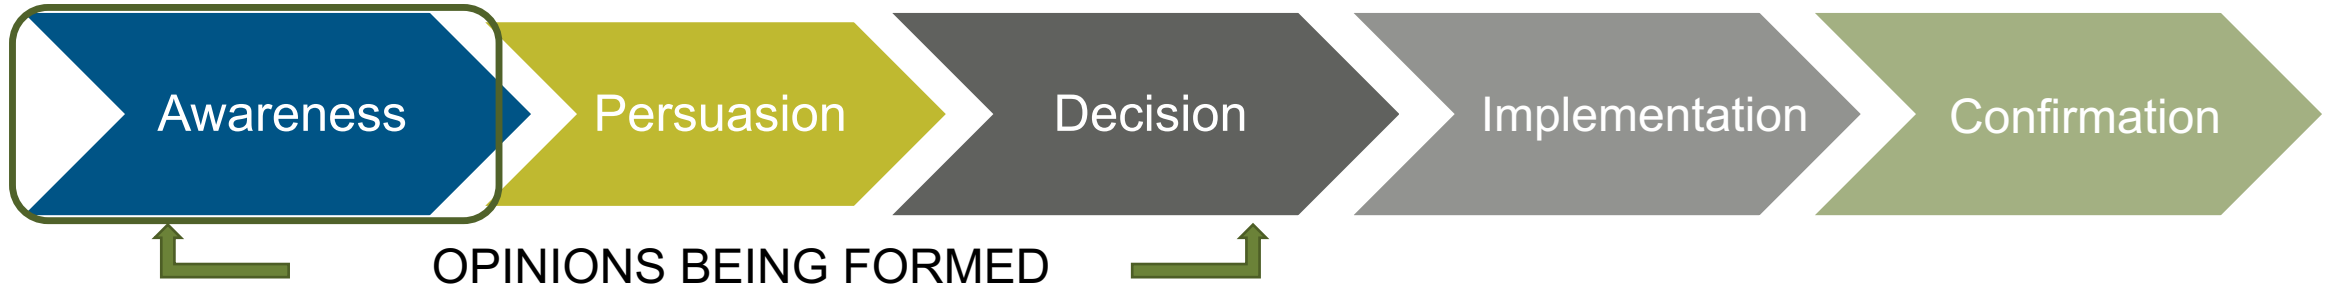 Awareness
Persuasion
Decision
Implementation
Confirmation
OPINIONS BEING FORMED